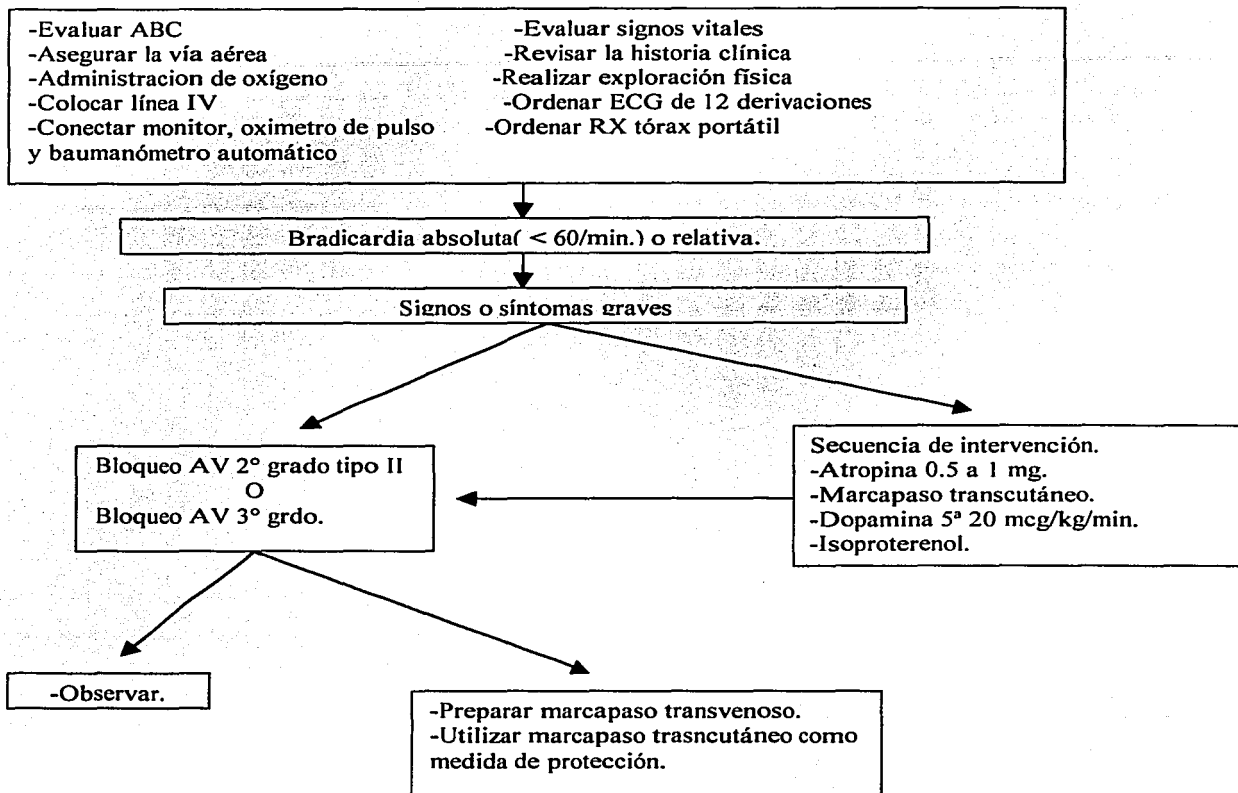 -Evaluar ABC
-Asegurar la vía aérea
-Administracion de oxígeno
-Colocar línea IV
-Conectar monitor, oximetro de pulso
y baumanómetro automático
-Evaluar signos vitales
-Revisar la historia clínica
-Realizar exploración física
-Ordenar ECG de 12 derivaciones
-Ordenar RX tórax portátil
Bradicardia absoluta( < 60/min.) o relativa.
Signos o síntomas graves
Bloqueo AV 2° grado tipo II
O
Bloqueo AV 3° grdo.
Secuencia de intervención.
-Atropina 0.5 a 1 mg.
-Marcapaso transcutáneo.
-Dopamina 5ª 20 mcg/kg/min.
-Isoproterenol.
-Observar.
-Preparar marcapaso transvenoso.
-Utilizar marcapaso trasncutáneo como
medida de protección.